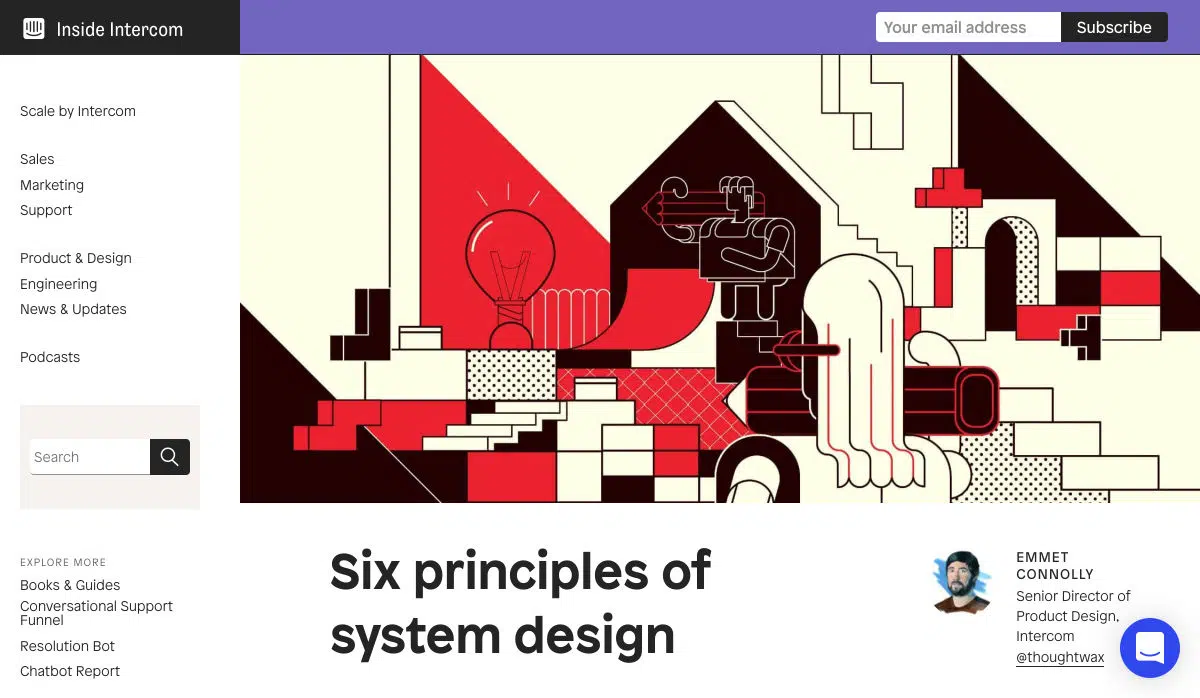 Inside Intercom
Your email address
Subscribe
Scale by Intercom
Sales
Marketing
Support
Product & Design
Engineering
News & Updates
Podcasts
Search
EXPLORE MORE
Books & Guides
Conversational Support
Funnel
Resolution Bot
Chatbot Report
Six principles of
system design
EMMET
CONNOLLY
Senior Director of
Product Design,
Intercom
@thoughtwax